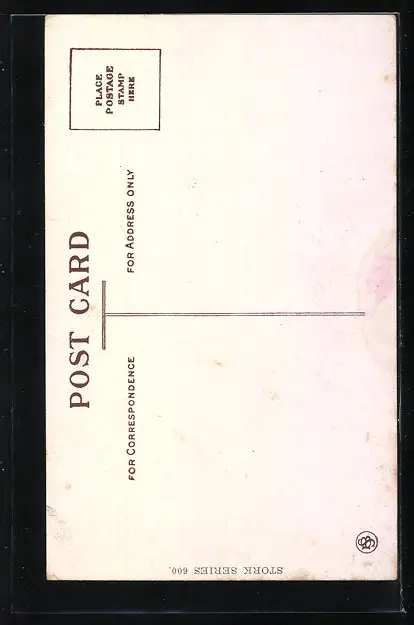 POST CARD
PLACE
POSTAGE
STAMP
HERE
FOR CORRESPONDENCE
FOR ADDRESS ONLY
STORK SERIES 600.